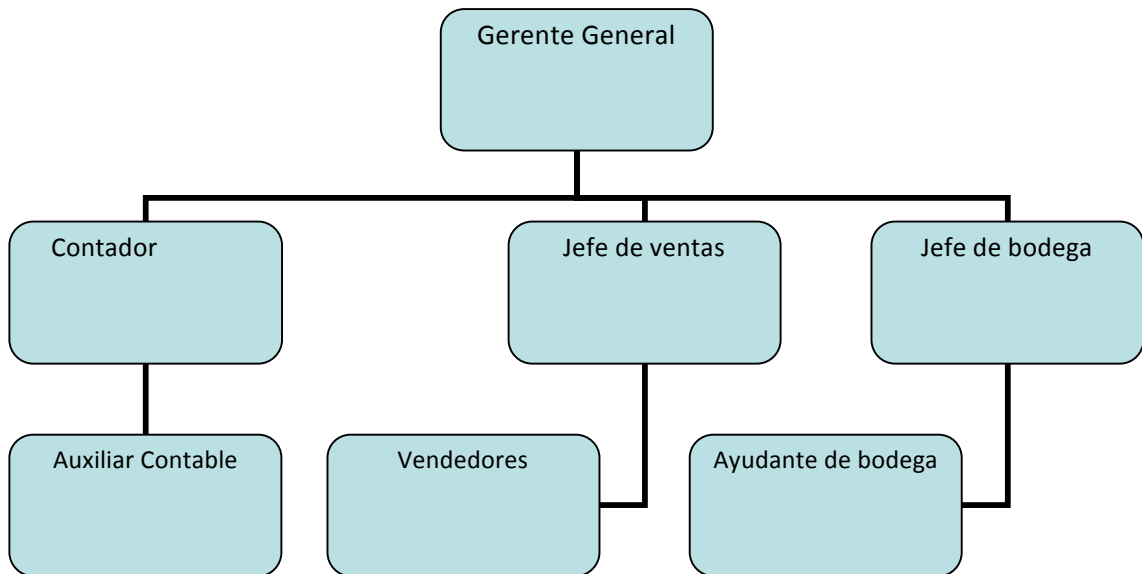 Gerente General
Contador
Jefe de ventas
Jefe de bodega
Auxiliar Contable
Vendedores
Ayudante de bodega